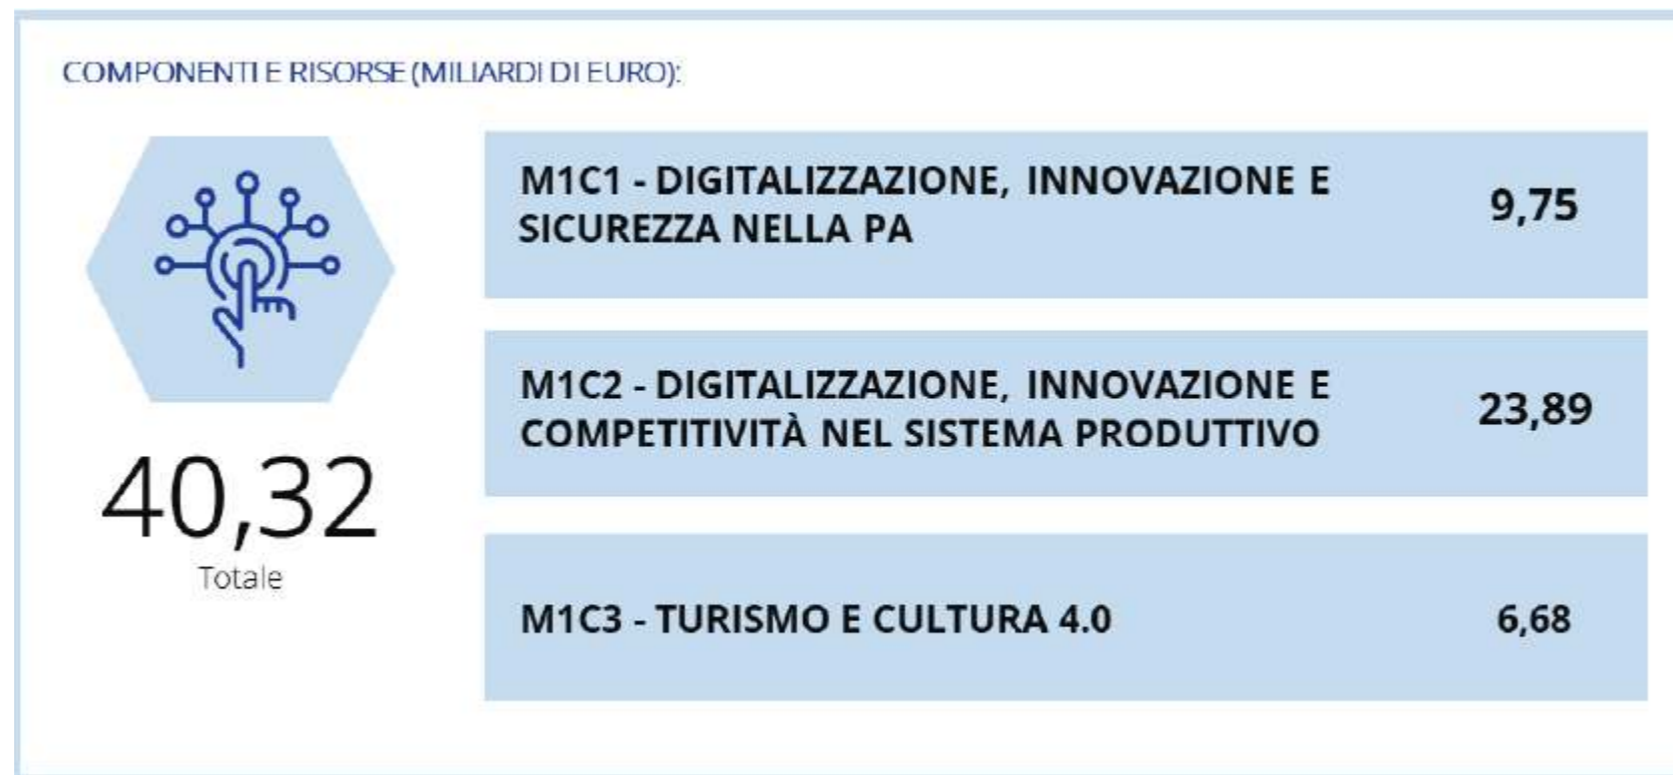 COMPONENTI E RISORSE (MILIARDI DI EURO):
M1C1 - DIGITALIZZAZIONE, INNOVAZIONE E
SICUREZZA NELLA PA
9,75
M1C2 - DIGITALIZZAZIONE, INNOVAZIONE E
COMPETITIVITÀ NEL SISTEMA PRODUTTIVO
23,89
40,32
Totale
M1C3 - TURISMO E CULTURA 4.0
6,68